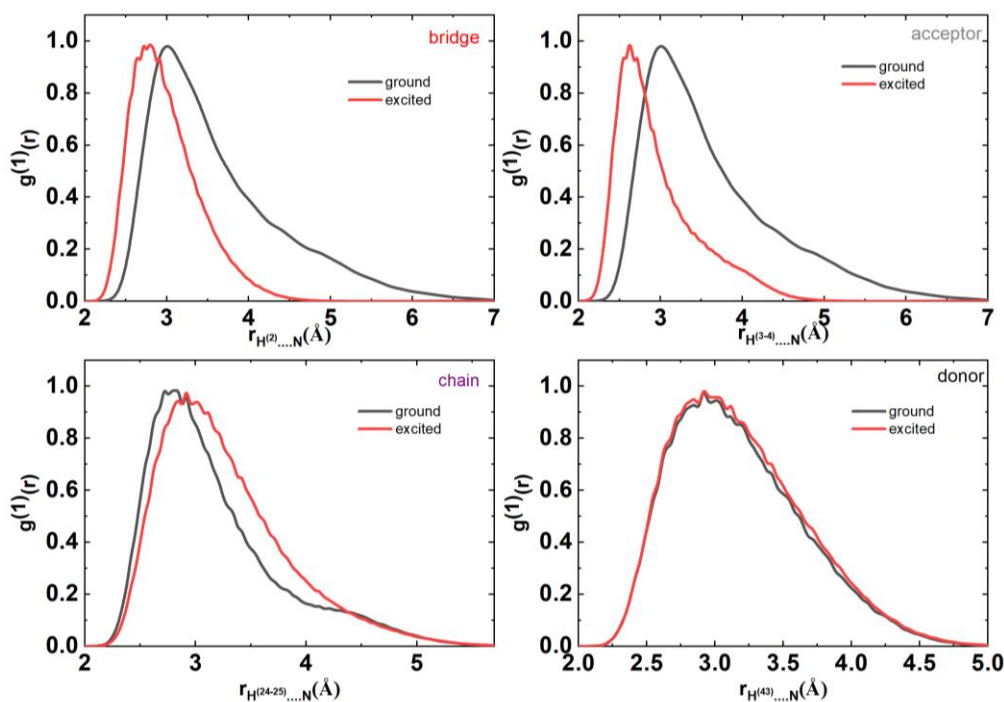 bridge
ground
excited
g(1)(r)
1.0
0.8
0.6
0.4
0.2
0.0
2 3 4 5 6 7
rH(2)....N(Å)
acceptor
ground
excited
g(1)(r)
1.0
0.8
0.6
0.4
0.2
0.0
2 3 4 5 6 7
rH(3-4)....N(Å)
chain
ground
excited
g(1)(r)
1.0
0.8
0.6
0.4
0.2
0.0
2 3 4 5
rH(24-25)....N(Å)
donor
ground
excited
g(1)(r)
1.0
0.8
0.6
0.4
0.2
0.0
2.0 2.5 3.0 3.5 4.0 4.5 5.0
rH(43)....N(Å)